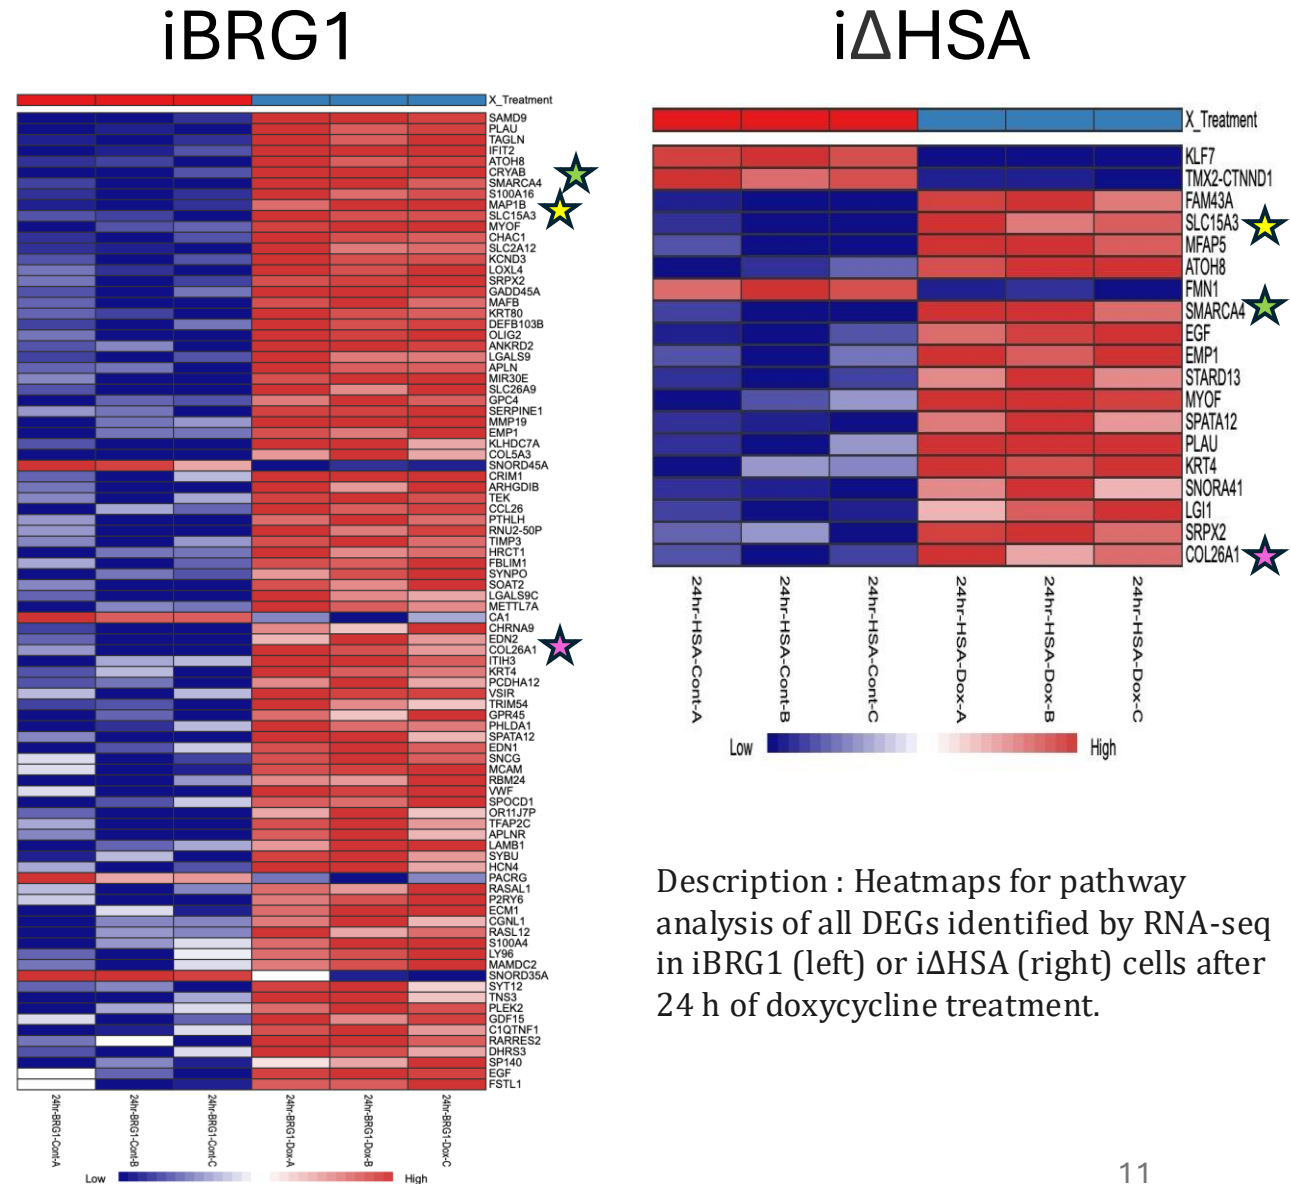 iBRG1
iΔHSA
X_Treatment
SAMD9
PLAU
TAGLN
IFIT2
ATOH8
CRYAB
SMARCA4
S100A16
MAP1B
SLC15A3
MYOF
CHAC1
SLC2A12
KCND3
LOXL4
SRPX2
GADD45A
MAFB
KRT80
DEFB103B
OLIG2
ANKRD2
LGALS9
APLN
MIR30E
SLC26A9
GPC4
SERPINE1
MMP19
EMP1
KLHDC7A
COL5A3
SNORD45A
CRIM1
ARHGDIB
TEK
CCL26
PTHLH
RNU2-50P
TIMP3
HRCT1
FBLIM1
SYNPO
SOAT2
LGALS9C
METTL7A
CA1
CHRNA9
EDN2
COL26A1
ITIH3
KRT4
PCDHA12
VSIR
TRIM54
GPR45
PHLDA1
SPATA12
EDN1
SNCG
MCAM
RBM24
VWF
SPOCD1
OR11J7P
TFAP2C
APLNR
LAMB1
SYBU
HCN4
PACRG
RASAL1
P2RY6
ECM1
CGNL1
RASL12
S100A4
LY96
MAMDC2
SNORD35A
SYT12
TNS3
PLEK2
GDF15
C1QTNF1
RARRES2
DHRS3
SP140
EGF
FSTL1
24hr-BRG1-Cont-A
24hr-BRG1-Cont-B
24hr-BRG1-Cont-C
24hr-BRG1-Dox-A
24hr-BRG1-Dox-B
24hr-BRG1-Dox-C
Low High
X_Treatment
KLF7
TMX2-CTNND1
FAM43A
SLC15A3
MFAP5
ATOH8
FMN1
SMARCA4
EGF
EMP1
STARD13
MYOF
SPATA12
PLAU
KRT4
SNORA41
LGI1
SRPX2
COL26A1
24hr-HSA-Cont-A
24hr-HSA-Cont-B
24hr-HSA-Cont-C
24hr-HSA-Dox-A
24hr-HSA-Dox-B
24hr-HSA-Dox-C
Low High
Description : Heatmaps for pathway
analysis of all DEGs identified by RNA-seq
in iBRG1 (left) or iΔHSA (right) cells after
24 h of doxycycline treatment.
11